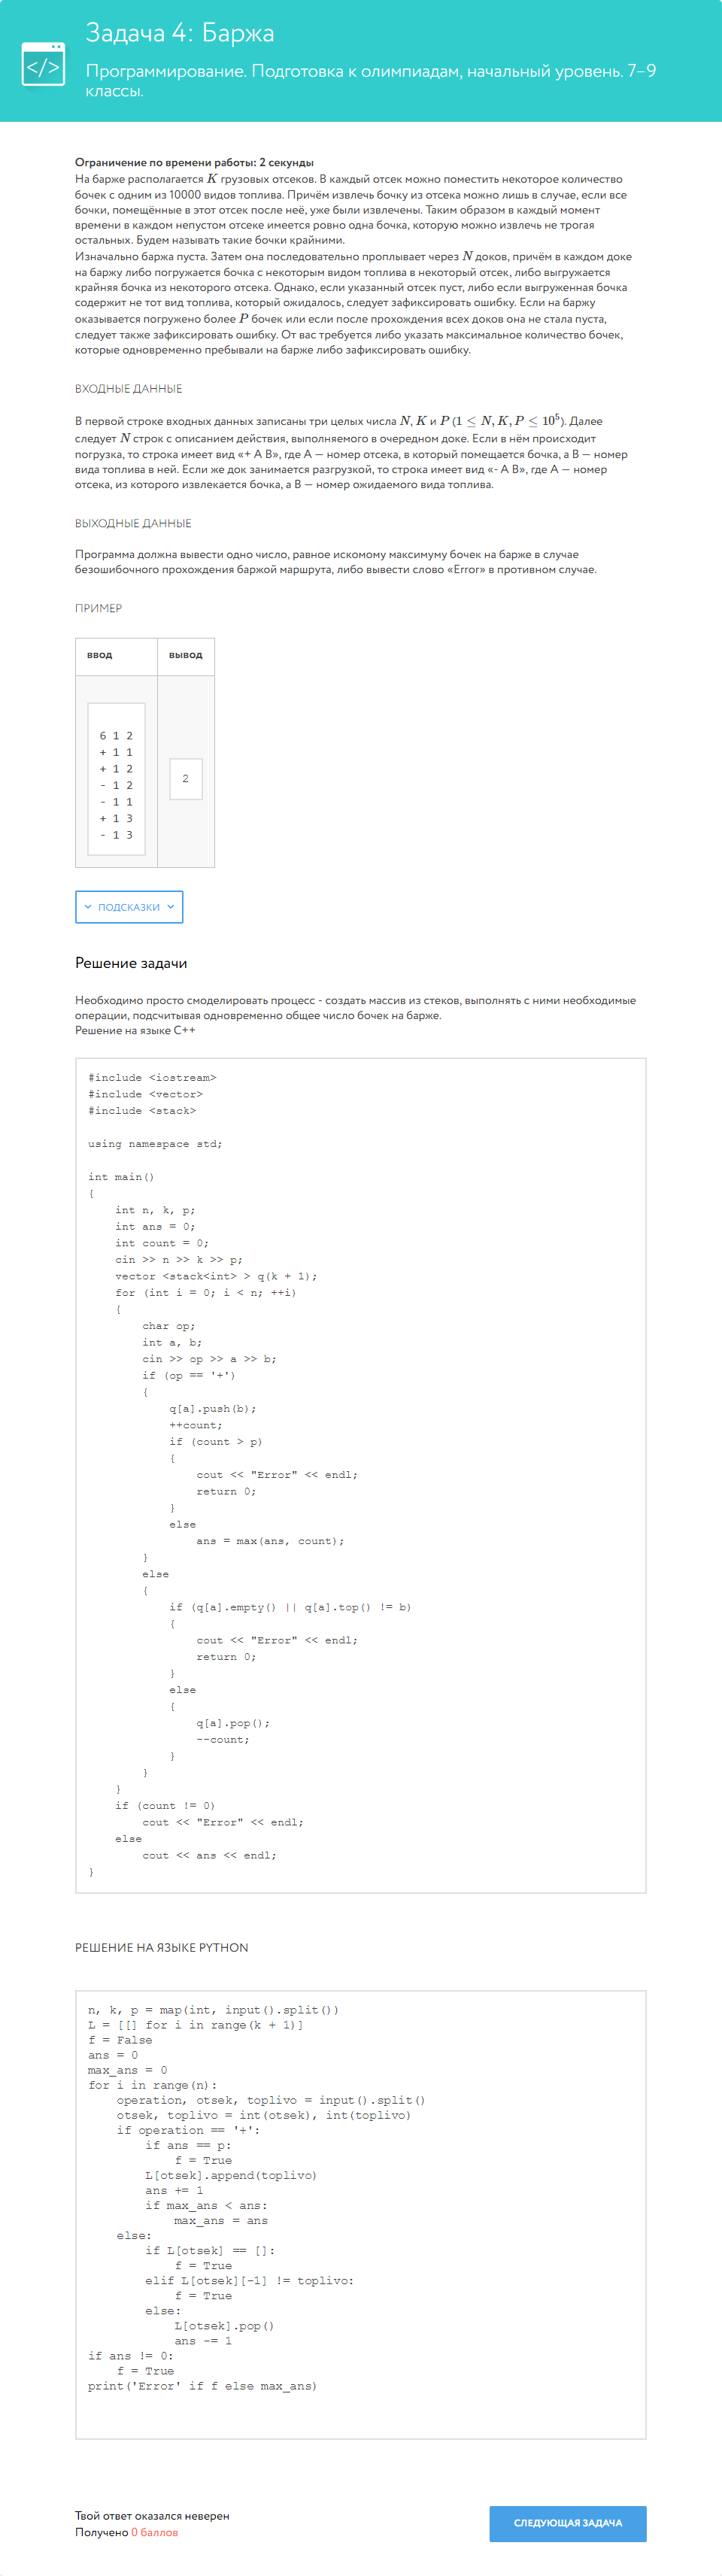 Задача 4: Баржа
</>
Программирование. Подготовка к олимпиадам, начальный уровень. 7–9
классы.
Ограничение по времени работы: 2 секунды
На барже располагается K грузовых отсеков. В каждый отсек можно поместить некоторое количество
бочек с одним из 10000 видов топлива. Причём извлечь бочку из отсека можно лишь в случае, если все
бочки, помещённые в этот отсек после неё, уже были извлечены. Таким образом в каждый момент
времени в каждом непустом отсеке имеется ровно одна бочка, которую можно извлечь не трогая
остальных. Будем называть такие бочки крайними.
Изначально баржа пуста. Затем она последовательно проплывает через N доков, причём в каждом доке
на баржу либо погружается бочка с некоторым видом топлива в некоторый отсек, либо выгружается
крайняя бочка из некоторого отсека. Однако, если указанный отсек пуст, либо если выгруженная бочка
содержит не тот вид топлива, который ожидалось, следует зафиксировать ошибку. Если на баржу
оказывается погружено более P бочек или если после прохождения всех доков она не стала пуста,
следует также зафиксировать ошибку. От вас требуется либо указать максимальное количество бочек,
которые одновременно пребывали на барже либо зафиксировать ошибку.
ВХОДНЫЕ ДАННЫЕ
В первой строке входных данных записаны три целых числа N, K и P (1 ≤ N, K, P ≤ 10⁵). Далее
следует N строк с описанием действия, выполняемого в очередном доке. Если в нём происходит
погрузка, то строка имеет вид «+ A B», где A — номер отсека, в который помещается бочка, а B — номер
вида топлива в ней. Если же док занимается разгрузкой, то строка имеет вид «- A B», где A — номер
отсека, из которого извлекается бочка, а B — номер ожидаемого вида топлива.
ВЫХОДНЫЕ ДАННЫЕ
Программа должна вывести одно число, равное искомому максимуму бочек на барже в случае
безошибочного прохождения баржой маршрута, либо вывести слово «Error» в противном случае.
ПРИМЕР
ввод вывод
6 1 2
+ 1 1
+ 1 2
- 1 2
2
- 1 1
+ 1 3
- 1 3
ПОДСКАЗКИ
Решение задачи
Необходимо просто смоделировать процесс - создать массив из стеков, выполнять с ними необходимые
операции, подсчитывая одновременно общее число бочек на барже.
Решение на языке C++
#include <iostream>
#include <vector>
#include <stack>
using namespace std;
int main()
{
    int n, k, p;
    int ans = 0;
    int count = 0;
    cin >> n >> k >> p;
    vector <stack<int> > q(k + 1);
    for (int i = 0; i < n; ++i)
    {
        char op;
        int a, b;
        cin >> op >> a >> b;
        if (op == '+')
        {
            q[a].push(b);
            ++count;
            if (count > p)
            {
                cout << "Error" << endl;
                return 0;
            }
            else
                ans = max(ans, count);
        }
        else
        {
            if (q[a].empty() || q[a].top() != b)
            {
                cout << "Error" << endl;
                return 0;
            }
            else
            {
                q[a].pop();
                --count;
            }
        }
    }
    if (count != 0)
        cout << "Error" << endl;
    else
        cout << ans << endl;
}
РЕШЕНИЕ НА ЯЗЫКЕ PYTHON
n, k, p = map(int, input().split())
L = [[] for i in range(k + 1)]
f = False
ans = 0
max_ans = 0
for i in range(n):
    operation, otsek, toplivo = input().split()
    otsek, toplivo = int(otsek), int(toplivo)
    if operation == '+':
        if ans == p:
            f = True
        L[otsek].append(toplivo)
        ans += 1
        if max_ans < ans:
            max_ans = ans
    else:
        if L[otsek] == []:
            f = True
        elif L[otsek][-1] != toplivo:
            f = True
        else:
            L[otsek].pop()
            ans -= 1
if ans != 0:
    f = True
print('Error' if f else max_ans)
Твой ответ оказался неверен
Получено 0 баллов
СЛЕДУЮЩАЯ ЗАДАЧА